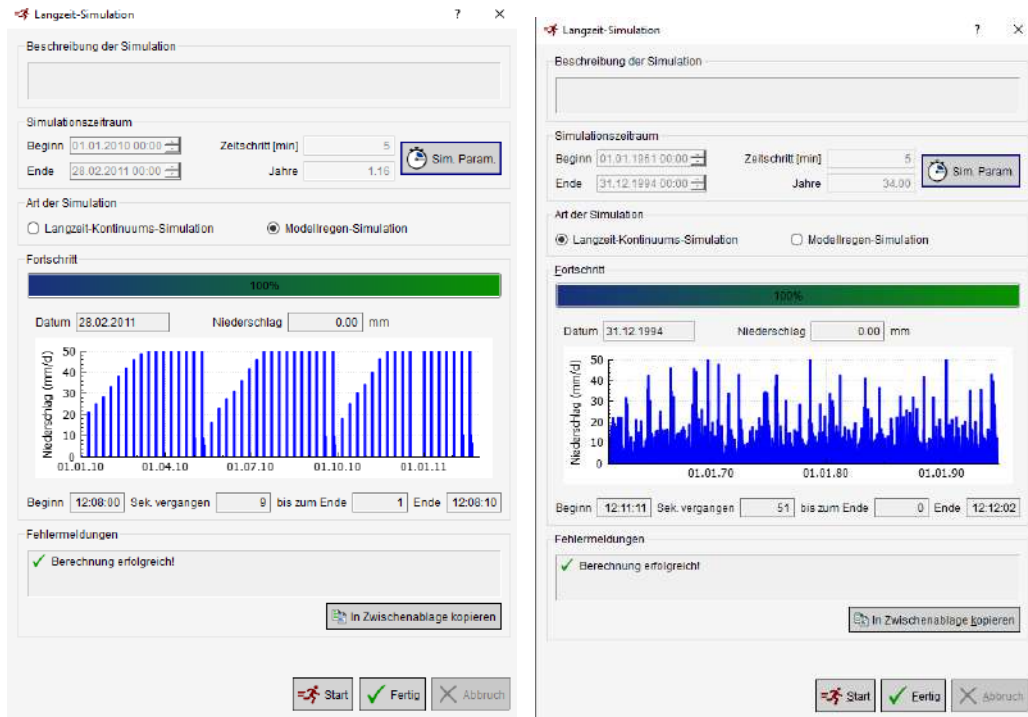 Langzeit-Simulation ? ×
Beschreibung der Simulation
Simulationszeitraum
Beginn 01.01.2010 00:00 Zeitschritt [min] 5
Sim. Param.
Ende 28.02.2011 00:00 Jahre 1.16
Art der Simulation
Langzeit-Kontinuums-Simulation Modellregen-Simulation
Fortschritt
100%
Datum 28.02.2011 Niederschlag 0.00 mm
Niederschlag (mm/d)
50
40
30
20
10
0
01.01.10 01.04.10 01.07.10 01.10.10 01.01.11
Beginn 12:08:00 Sek. vergangen 9 bis zum Ende 1 Ende 12:08:10
Fehlermeldungen
Berechnung erfolgreich!
In Zwischenablage kopieren
Start Fertig Abbruch
Langzeit-Simulation ? ×
Beschreibung der Simulation
Simulationszeitraum
Beginn 01.01.1961 00:00 Zeitschritt [min] 5
Sim. Param.
Ende 31.12.1994 00:00 Jahre 34.00
Art der Simulation
Langzeit-Kontinuums-Simulation Modellregen-Simulation
Fortschritt
100%
Datum 31.12.1994 Niederschlag 0.00 mm
Niederschlag (mm/d)
50
40
30
20
10
0
01.01.70 01.01.80 01.01.90
Beginn 12:11:11 Sek. vergangen 51 bis zum Ende 0 Ende 12:12:02
Fehlermeldungen
Berechnung erfolgreich!
In Zwischenablage kopieren
Start Fertig Abbruch